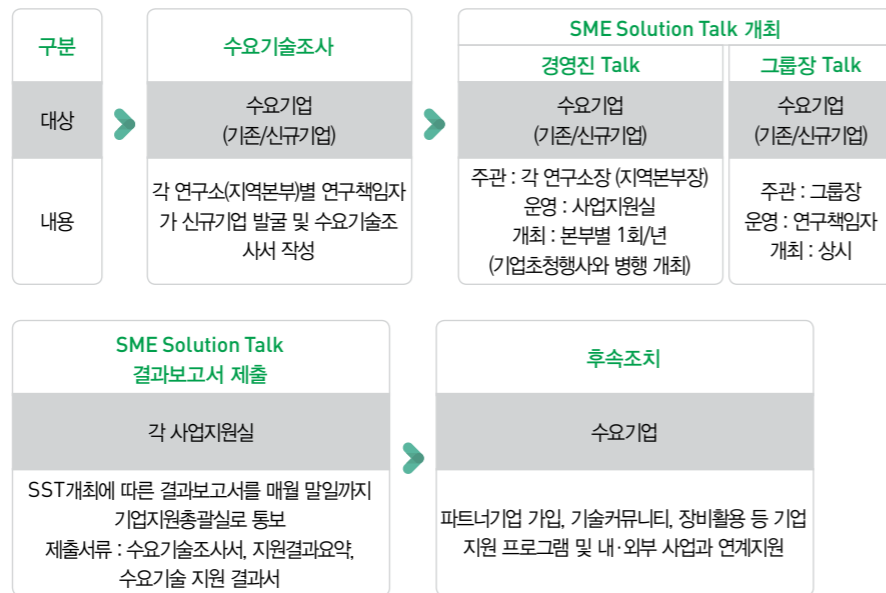 구분
대상
내용
수요기술조사
수요기업
(기존/신규기업)
각 연구소(지역본부)별 연구책임자
가 신규기업 발굴 및 수요기술조
사서 작성
SME Solution Talk 개최
경영진 Talk
수요기업
(기존/신규기업)
주관 : 각 연구소장 (지역본부장)
운영 : 사업지원실
개최 : 본부별 1회/년
(기업초청행사와 병행 개최)
그룹장 Talk
수요기업
(기존/신규기업)
주관 : 그룹장
운영 : 연구책임자
개최 : 상시
SME Solution Talk
결과보고서 제출
각 사업지원실
SST개최에 따른 결과보고서를 매월 말일까지
기업지원총괄실로 통보
제출서류 : 수요기술조사서, 지원결과요약,
수요기술 지원 결과서
후속조치
수요기업
파트너기업 가입, 기술커뮤니티, 장비활용 등 기업
지원 프로그램 및 내·외부 사업과 연계지원